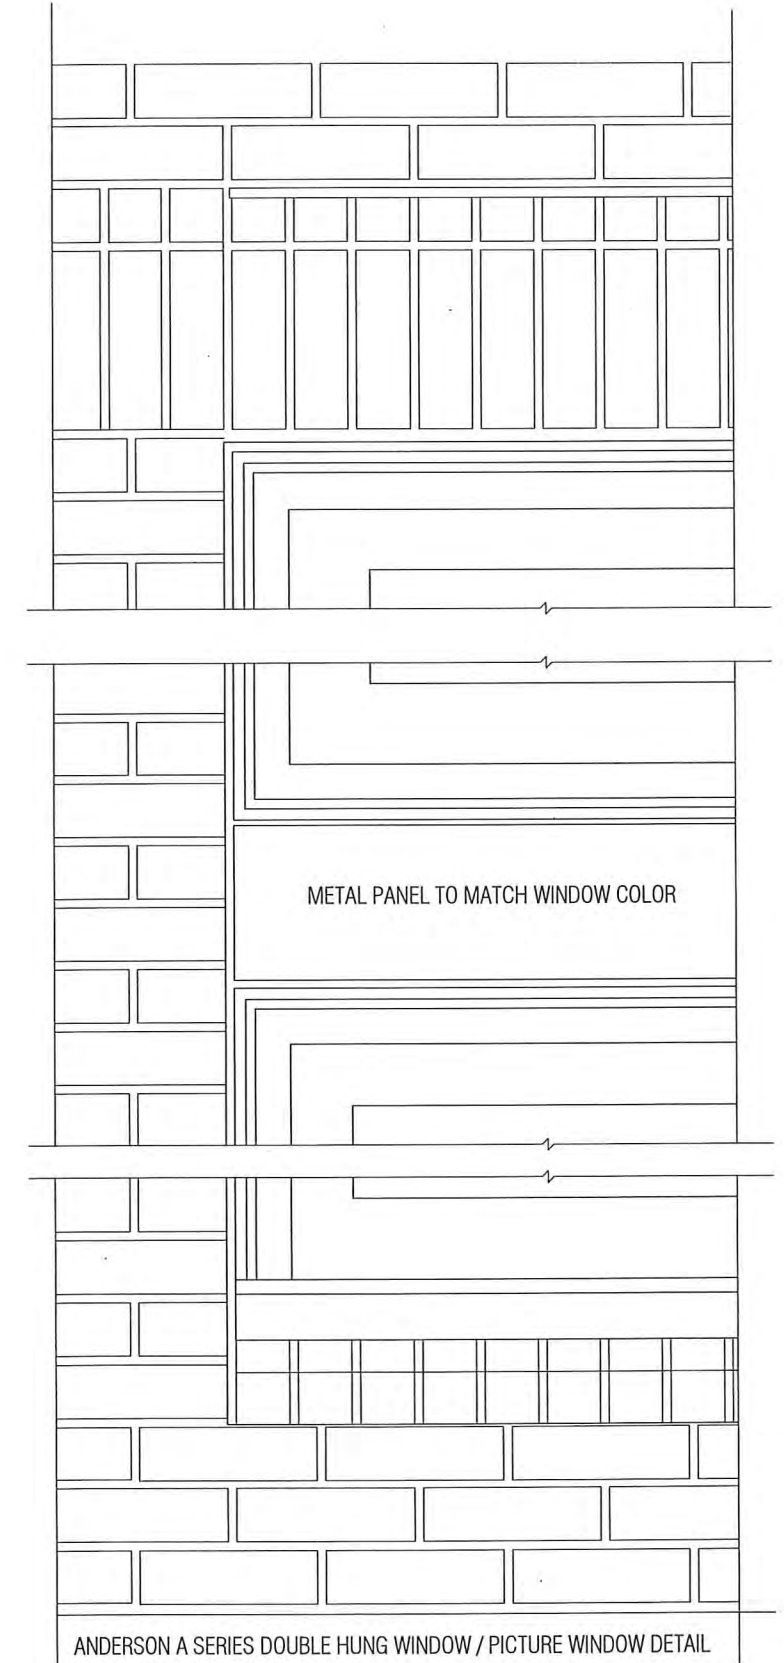 METAL PANEL TO MATCH WINDOW COLOR
ANDERSON A SERIES DOUBLE HUNG WINDOW / PICTURE WINDOW DETAIL